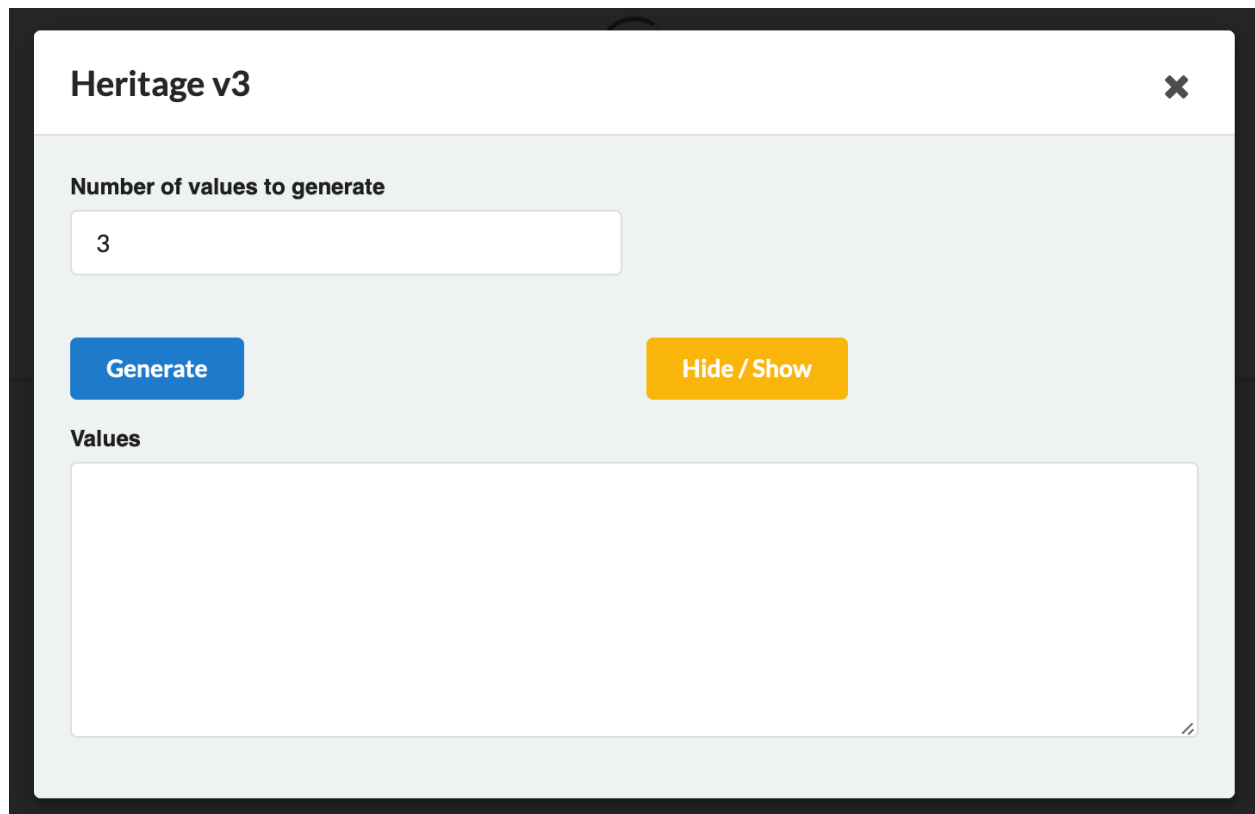 Heritage v3
Number of values to generate
3
Generate
Hide / Show
Values